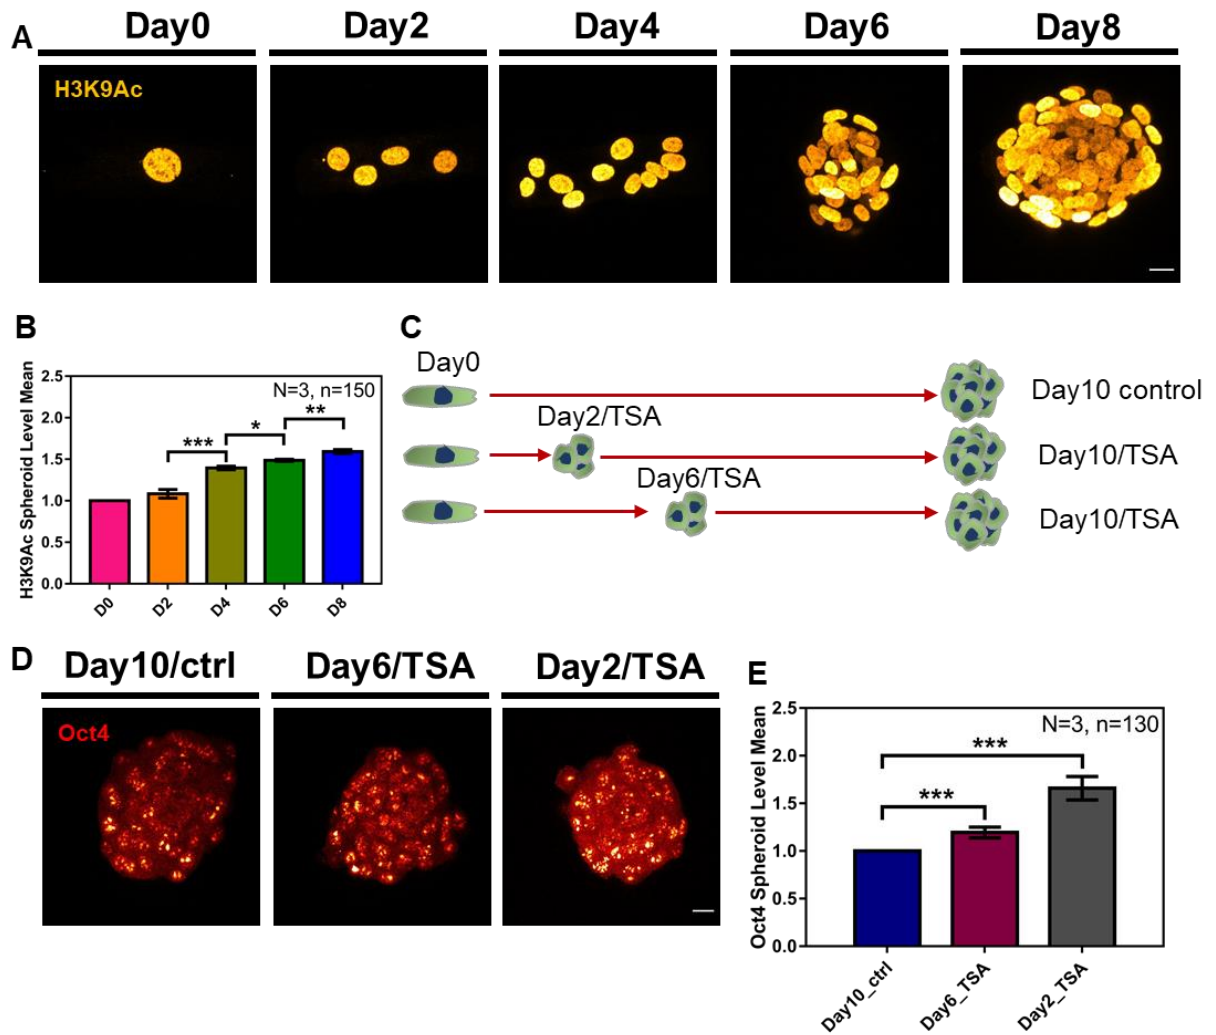 A
Day0
Day2
Day4
Day6
Day8
H3K9Ac
B
H3K9Ac Spheroid Level Mean
2.5
2.0
1.5
1.0
0.5
0.0
N=3, n=150
***
*
**
D0
D2
D4
D6
D8
C
Day0
Day10 control
Day2/TSA
Day10/TSA
Day6/TSA
Day10/TSA
D
Day10/ctrl
Day6/TSA
Day2/TSA
Oct4
E
Oct4 Spheroid Level Mean
2.5
2.0
1.5
1.0
0.5
0.0
N=3, n=130
***
***
Day10_ctrl
Day6_TSA
Day2_TSA